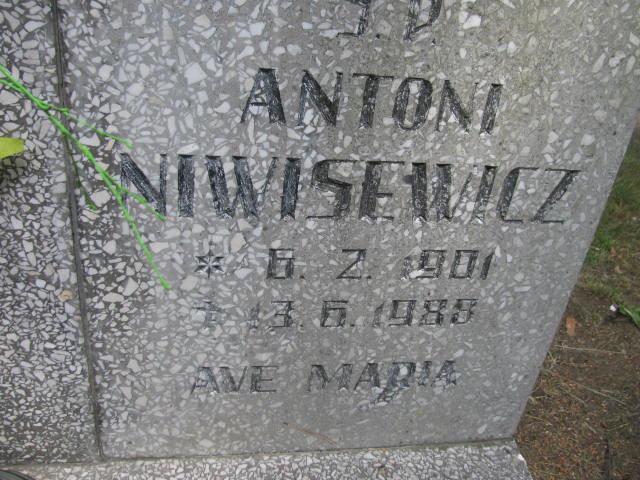 Ś.P.
ANTONI
NIWISEWICZ
* 6. 2. 1901
† 13. 6. 1988
AVE MARIA